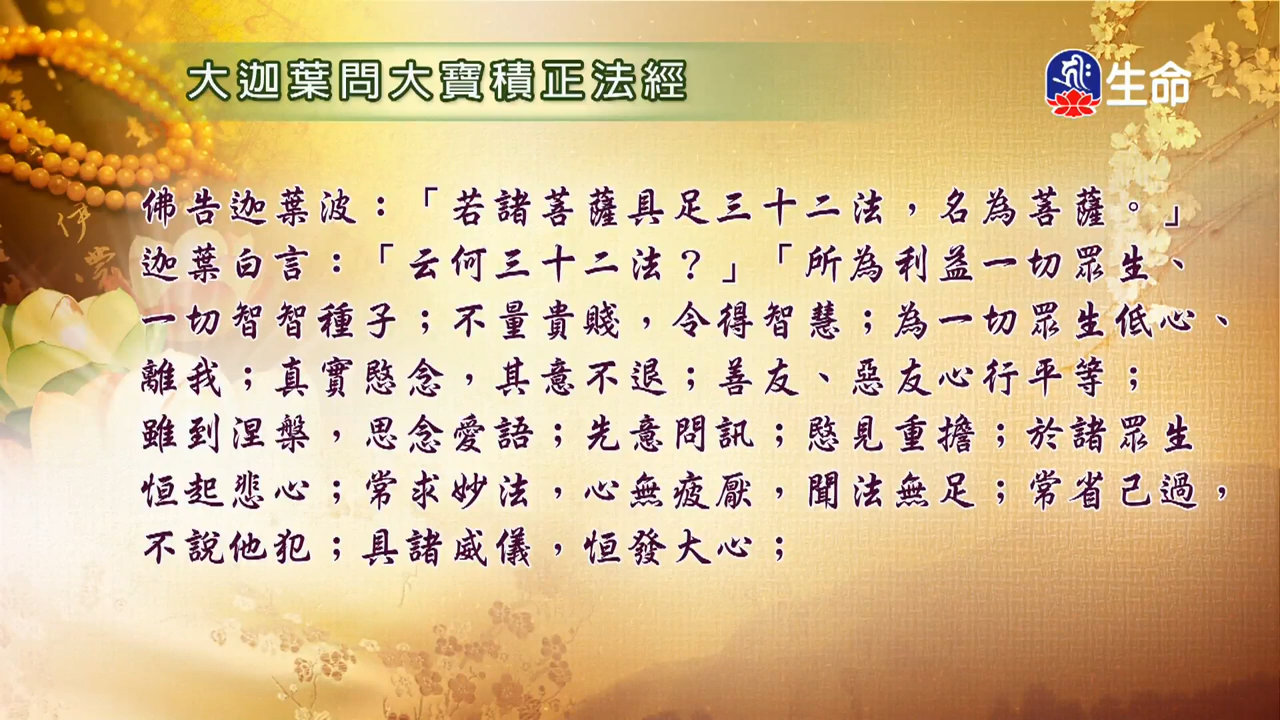 大迦葉問大寶積正法經
生命
佛告迦葉波：「若諸菩薩具足三十二法，名為菩薩。」
迦葉白言：「云何三十二法？」「所為利益一切眾生、
一切智智種子；不量貴賤，令得智慧；為一切眾生低心、
離我；真實愍念，其意不退；善友、惡友心行平等；
雖到涅槃，思念愛語；先意問訊；愍見重擔；於諸眾生
恒起悲心；常求妙法，心無疲厭，聞法無足；常省己過，
不說他犯；具諸威儀，恒發大心；